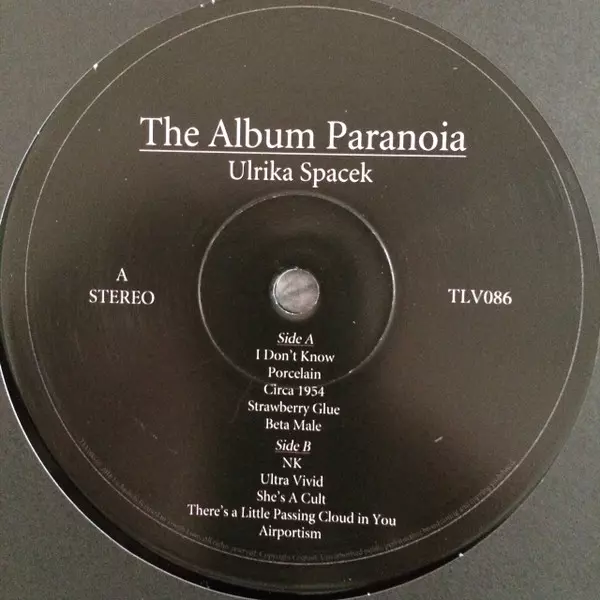 The Album Paranoia
Ulrika Spacek
A
STEREO
TLV086
Side A
I Don't Know
Porcelain
Circa 1954
Strawberry Glue
Beta Male
Side B
NK
Ultra Vivid
She's A Cult
There's a Little Passing Cloud in You
Airportism